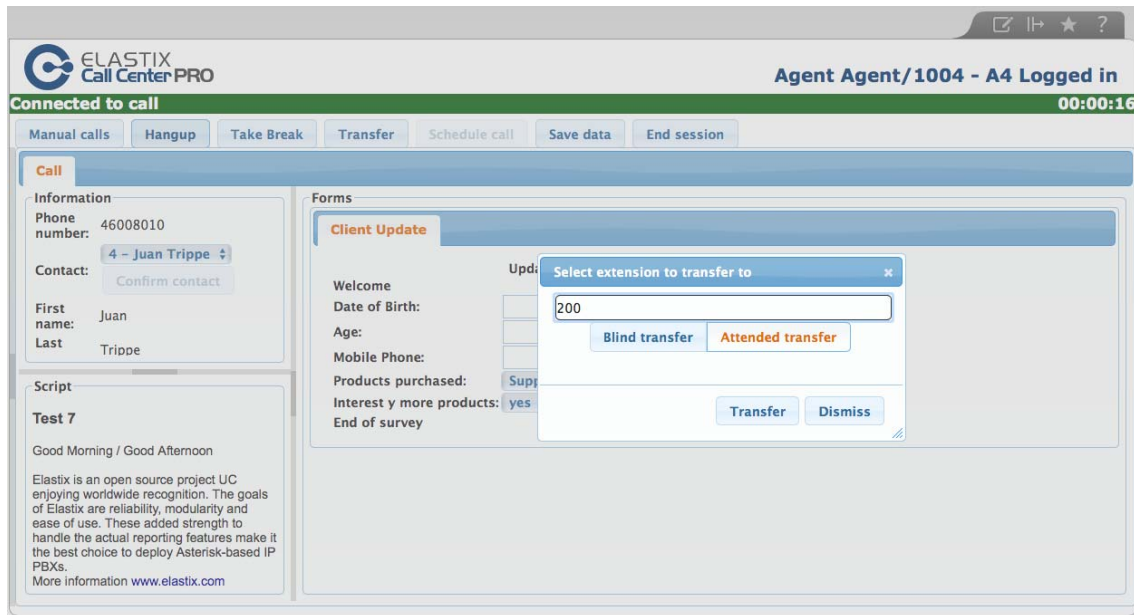 ?
ELASTIX
Call Center PRO
Agent Agent/1004 - A4 Logged in
Connected to call
00:00:16
Manual calls
Hangup
Take Break
Transfer
Schedule call
Save data
End session
Call
Information
Phone
number:
46008010
Contact:
4 - Juan Trippe
Confirm contact
First
name:
Juan
Last
Trippe
Script
Test 7
Good Morning / Good Afternoon
Elastix is an open source project UC
enjoying worldwide recognition. The goals
of Elastix are reliability, modularity and
ease of use. These added strength to
handle the actual reporting features make it
the best choice to deploy Asterisk-based IP
PBXs.
More information www.elastix.com
Forms
Client Update
Upda
Welcome
Date of Birth:
Age:
Mobile Phone:
Products purchased:
Supp
Interest y more products:
yes
End of survey
Select extension to transfer to
×
200
Blind transfer
Attended transfer
Transfer
Dismiss